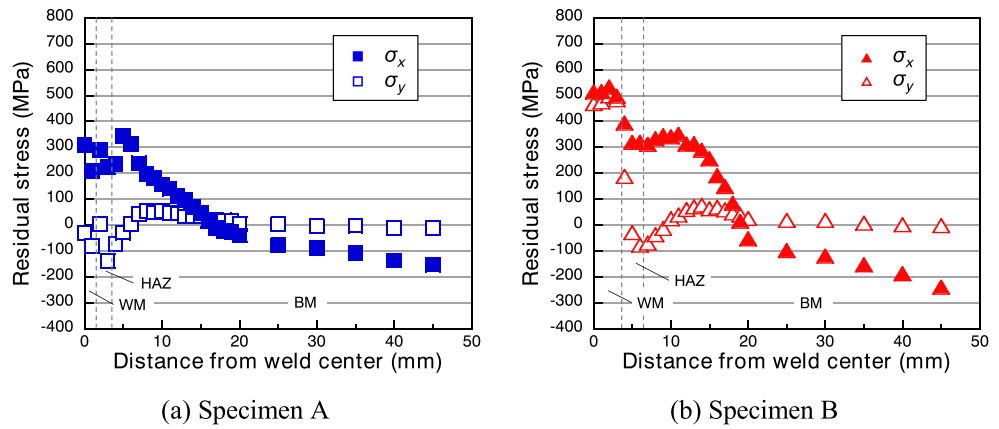 800
700
600
500
400
300
200
100
0
-100
-200
-300
-400
Residual stress (MPa)
σx
σy
HAZ
WM
BM
0 10 20 30 40 50
Distance from weld center (mm)
(a) Specimen A
800
700
600
500
400
300
200
100
0
-100
-200
-300
-400
Residual stress (MPa)
σx
σy
HAZ
WM
BM
0 10 20 30 40 50
Distance from weld center (mm)
(b) Specimen B